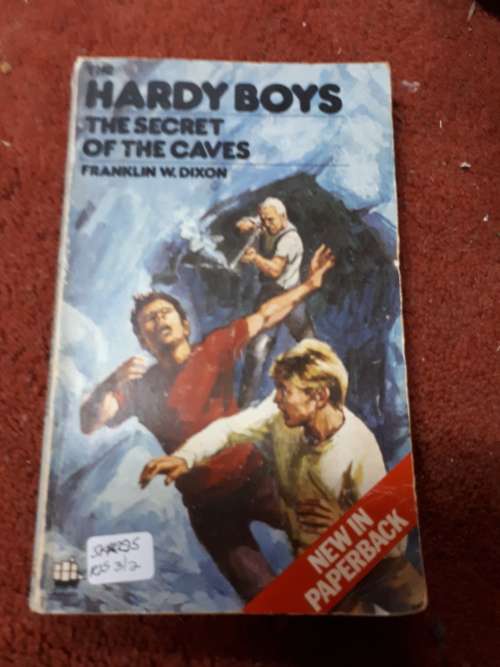 THE
HARDY BOYS
THE SECRET
OF THE CAVES
FRANKLIN W. DIXON
NEW IN
PAPERBACK